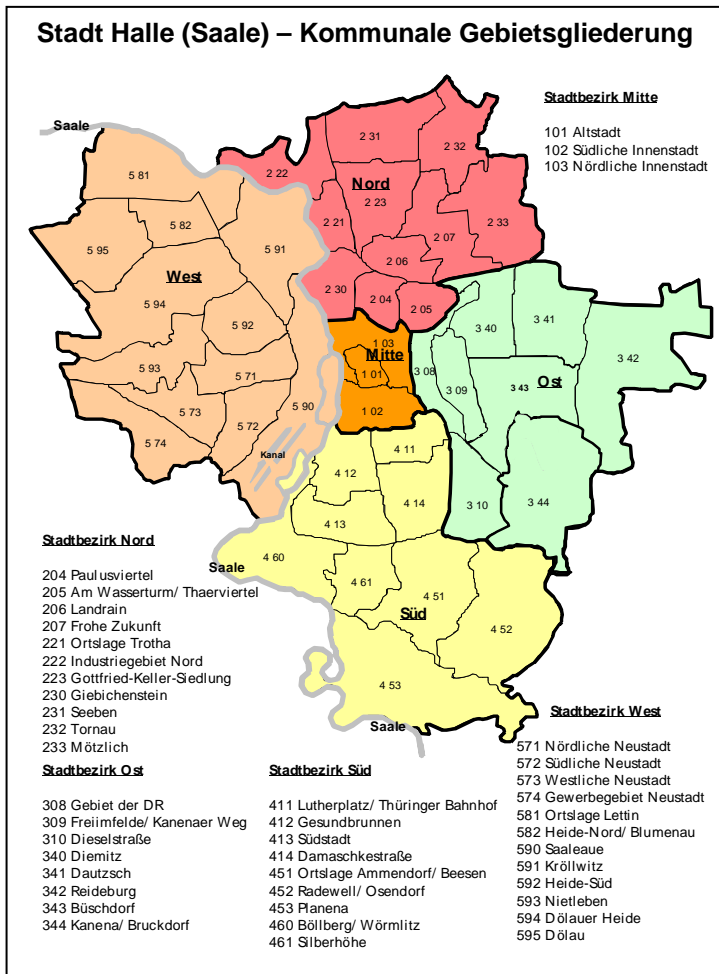 Stadt Halle (Saale) – Kommunale Gebietsgliederung
Stadtbezirk Mitte
101 Altstadt
102 Südliche Innenstadt
103 Nördliche Innenstadt
Saale
2 31
2 32
5 81
2 22
Nord
2 23
5 82
2 21
2 07
2 33
5 95
5 91
2 06
West
2 30
2 04
2 05
5 94
5 92
3 40
3 41
3 42
1 03
Mitte
1 01
3 08
3 09
Ost
3 43
5 93
5 71
5 73
5 72
5 90
1 02
5 74
Kanal
4 11
4 12
4 14
3 10
3 44
4 13
4 60
Saale
4 61
4 51
Süd
4 52
4 53
Saale
Stadtbezirk Nord
204 Paulusviertel
205 Am Wasserturm/ Thaerviertel
206 Landrain
207 Frohe Zukunft
221 Ortslage Trotha
222 Industriegebiet Nord
223 Gottfried-Keller-Siedlung
230 Giebichenstein
231 Seeben
232 Tornau
233 Mötzlich
Stadtbezirk Ost
308 Gebiet der DR
309 Freiimfelde/ Kanenaer Weg
310 Dieselstraße
340 Diemitz
341 Dautzsch
342 Reideburg
343 Büschdorf
344 Kanena/ Bruckdorf
Stadtbezirk Süd
411 Lutherplatz/ Thüringer Bahnhof
412 Gesundbrunnen
413 Südstadt
414 Damaschkestraße
451 Ortslage Ammendorf/ Beesen
452 Radewell/ Osendorf
453 Planena
460 Böllberg/ Wörmlitz
461 Silberhöhe
Stadtbezirk West
571 Nördliche Neustadt
572 Südliche Neustadt
573 Westliche Neustadt
574 Gewerbegebiet Neustadt
581 Ortslage Lettin
582 Heide-Nord/ Blumenau
590 Saaleaue
591 Kröllwitz
592 Heide-Süd
593 Nietleben
594 Dölauer Heide
595 Dölau